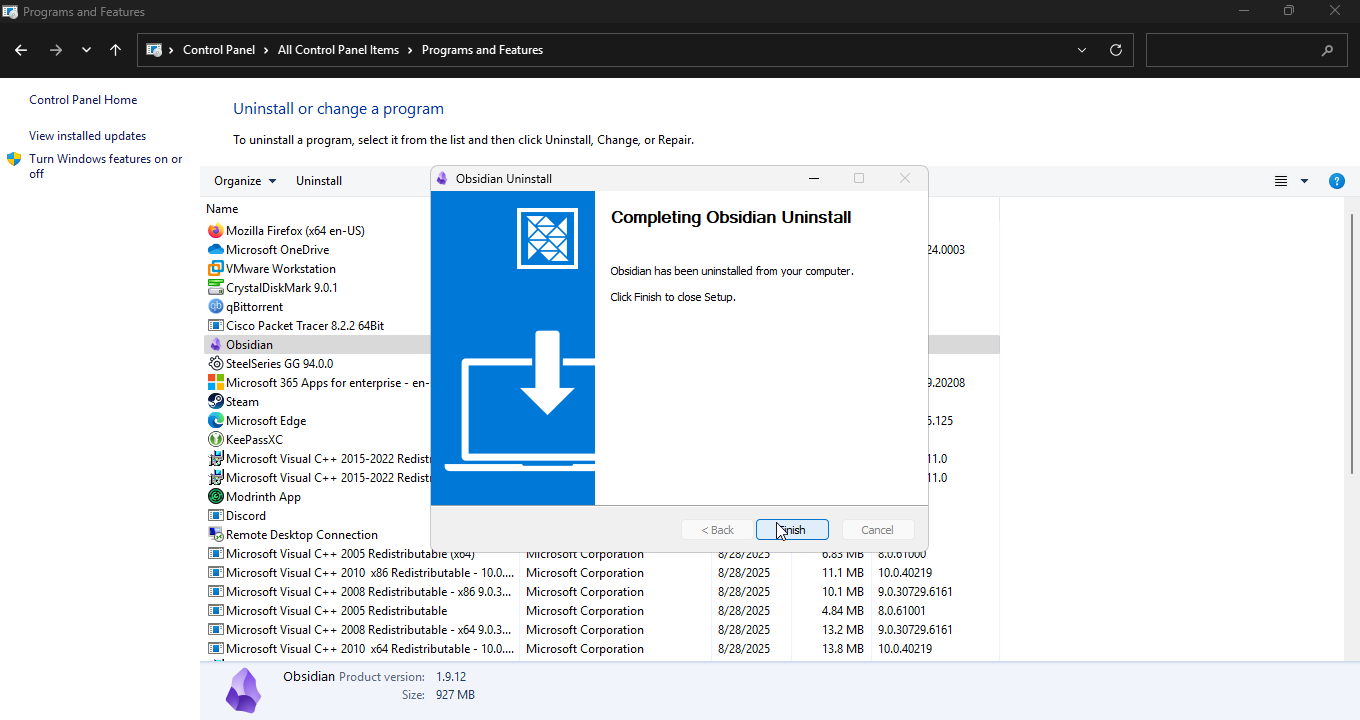 Programs and Features
Control Panel > All Control Panel Items > Programs and Features
Control Panel Home
View installed updates
Turn Windows features on or
off
Uninstall or change a program
To uninstall a program, select it from the list and then click Uninstall, Change, or Repair.
Organize Uninstall
Name
Mozilla Firefox (x64 en-US)
Microsoft OneDrive 24.0003
VMware Workstation
CrystalDiskMark 9.0.1
qBittorrent
Cisco Packet Tracer 8.2.2 64Bit
Obsidian
SteelSeries GG 94.0.0
Microsoft 365 Apps for enterprise - en- 9.20208
Steam
Microsoft Edge 5.125
KeePassXC
Microsoft Visual C++ 2015-2022 Redistr 11.0
Microsoft Visual C++ 2015-2022 Redistr 11.0
Modrinth App
Discord
Remote Desktop Connection
Microsoft Visual C++ 2005 Redistributable (x64) Microsoft Corporation 8/28/2025 6.83 MB 8.0.61000
Microsoft Visual C++ 2010 x86 Redistributable - 10.0.... Microsoft Corporation 8/28/2025 11.1 MB 10.0.40219
Microsoft Visual C++ 2008 Redistributable - x86 9.0.3... Microsoft Corporation 8/28/2025 10.1 MB 9.0.30729.6161
Microsoft Visual C++ 2005 Redistributable Microsoft Corporation 8/28/2025 4.84 MB 8.0.61001
Microsoft Visual C++ 2008 Redistributable - x64 9.0.3... Microsoft Corporation 8/28/2025 13.2 MB 9.0.30729.6161
Microsoft Visual C++ 2010 x64 Redistributable - 10.0.... Microsoft Corporation 8/28/2025 13.8 MB 10.0.40219
Obsidian Uninstall
Completing Obsidian Uninstall
Obsidian has been uninstalled from your computer.
Click Finish to close Setup.
< Back Finish Cancel
Obsidian Product version: 1.9.12
Size: 927 MB